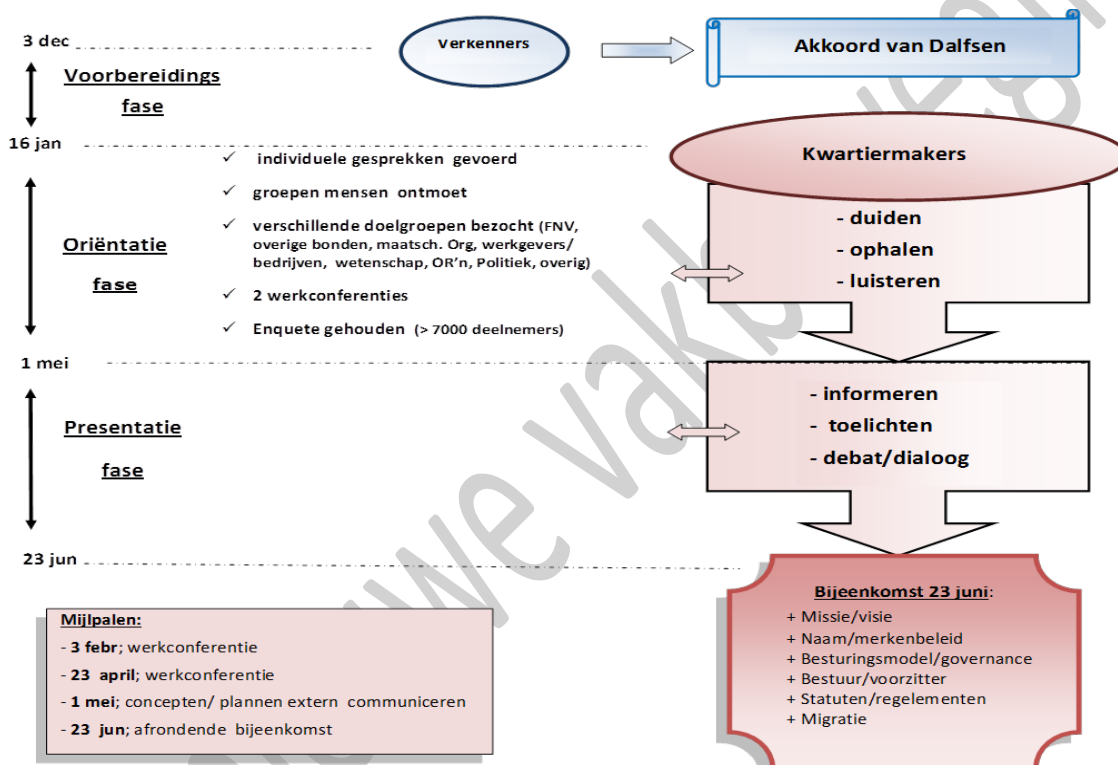 3 dec
Verkenners
Akkoord van Dalfsen
Voorbereidings
fase
16 jan
Kwartiermakers
✓ individuele gesprekken gevoerd
✓ groepen mensen ontmoet
✓ verschillende doelgroepen bezocht (FNV,
overige bonden, maatsch. Org, werkgevers/
bedrijven, wetenschap, OR'n, Politiek, overig)
✓ 2 werkconferenties
✓ Enquete gehouden (> 7000 deelnemers)
Oriëntatie
fase
- duiden
- ophalen
- luisteren
1 mei
Presentatie
fase
- informeren
- toelichten
- debat/dialoog
23 jun
Mijlpalen:
- 3 febr; werkconferentie
- 23 april; werkconferentie
- 1 mei; concepten/ plannen extern communiceren
- 23 jun; afrondende bijeenkomst
Bijeenkomst 23 juni:
+ Missie/visie
+ Naam/merkenbeleid
+ Besturingsmodel/governance
+ Bestuur/voorzitter
+ Statuten/regelementen
+ Migratie